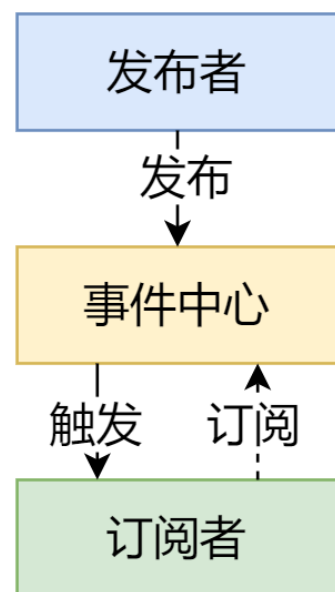 发布者
发布
事件中心
触发 订阅
订阅者